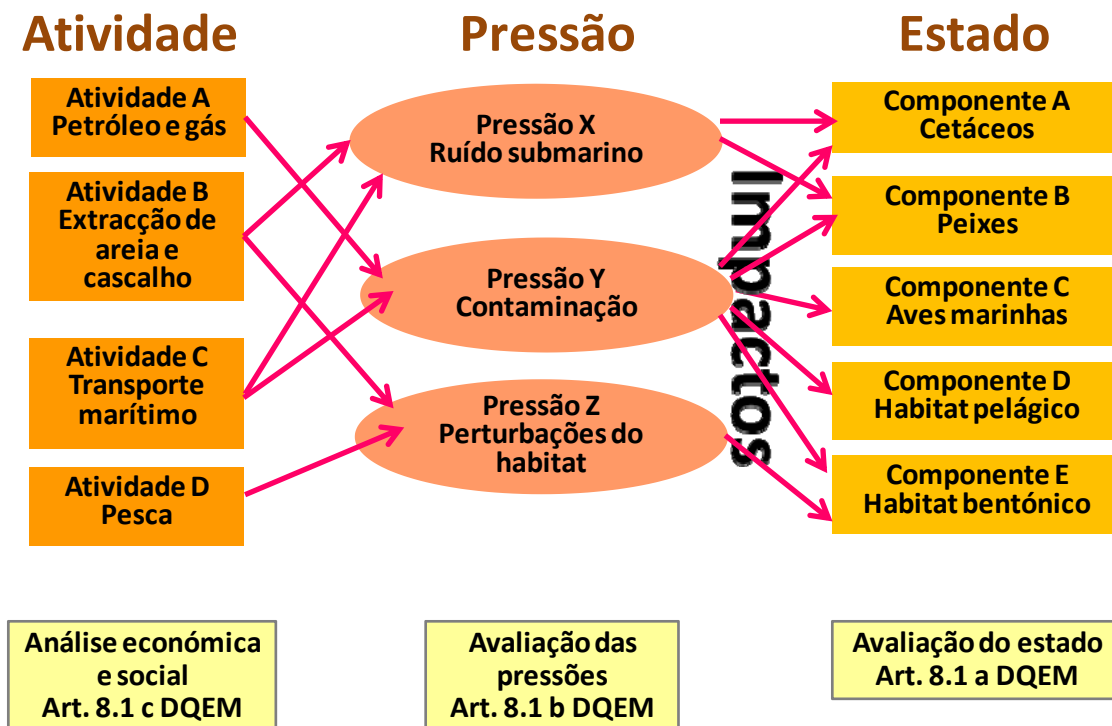 Atividade
Pressão
Estado
Atividade A
Petróleo e gás
Atividade B
Extracção de
areia e
cascalho
Atividade C
Transporte
marítimo
Atividade D
Pesca
Pressão X
Ruído submarino
Pressão Y
Contaminação
Pressão Z
Perturbações do
habitat
Impactos
Componente A
Cetáceos
Componente B
Peixes
Componente C
Aves marinhas
Componente D
Habitat pelágico
Componente E
Habitat bentónico
Análise económica
e social
Art. 8.1 c DQEM
Avaliação das
pressões
Art. 8.1 b DQEM
Avaliação do estado
Art. 8.1 a DQEM